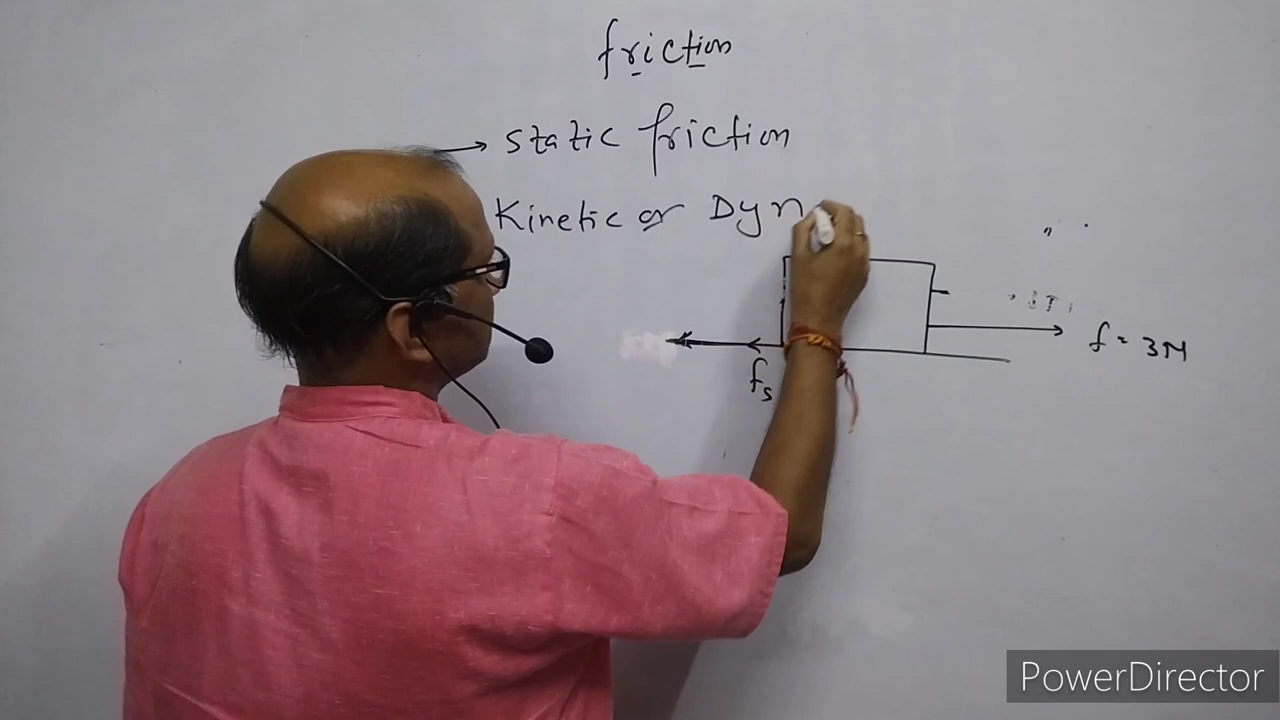 friction
→ static friction
Kinetic or Dyn
f = 3N
fs
PowerDirector